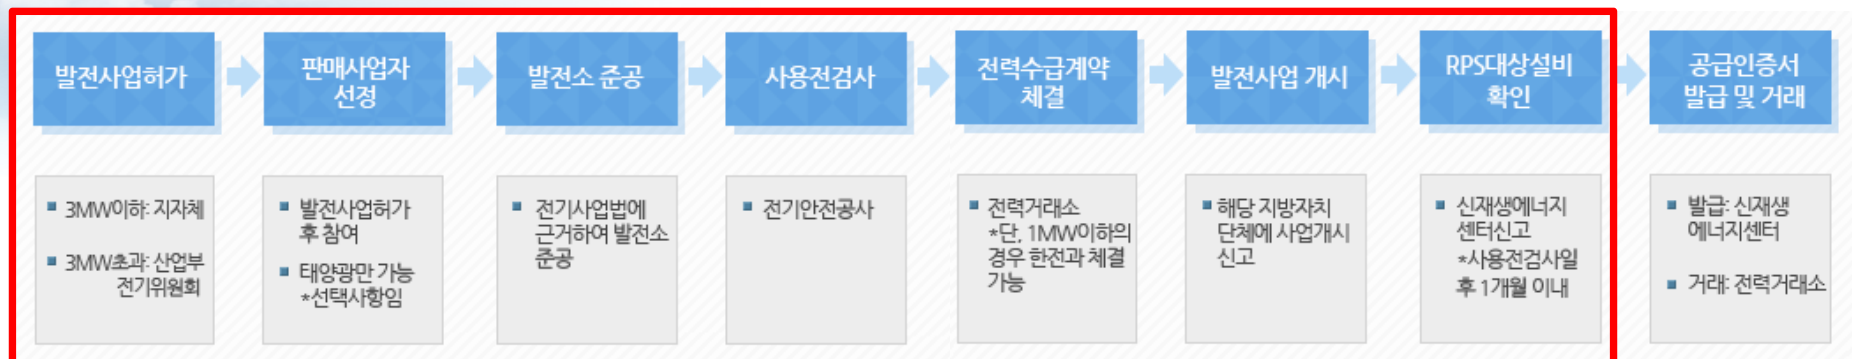 발전사업허가
판매사업자
선정
발전소 준공
사용전검사
전력수급계약
체결
발전사업 개시
RPS대상설비
확인
공급인증서
발급 및 거래
▪ 3MW이하: 지자체
▪ 3MW초과: 산업부
전기위원회
▪ 발전사업허가
후 참여
▪ 태양광만 가능
*선택사항임
▪ 전기사업법에
근거하여 발전소
준공
▪ 전기안전공사
▪ 전력거래소
*단, 1MW이하의
경우 한전과 체결
가능
▪ 해당 지방자치
단체에 사업개시
신고
▪ 신재생에너지
센터신고
*사용전검사일
후 1개월 이내
▪ 발급: 신재생
에너지센터
▪ 거래: 전력거래소